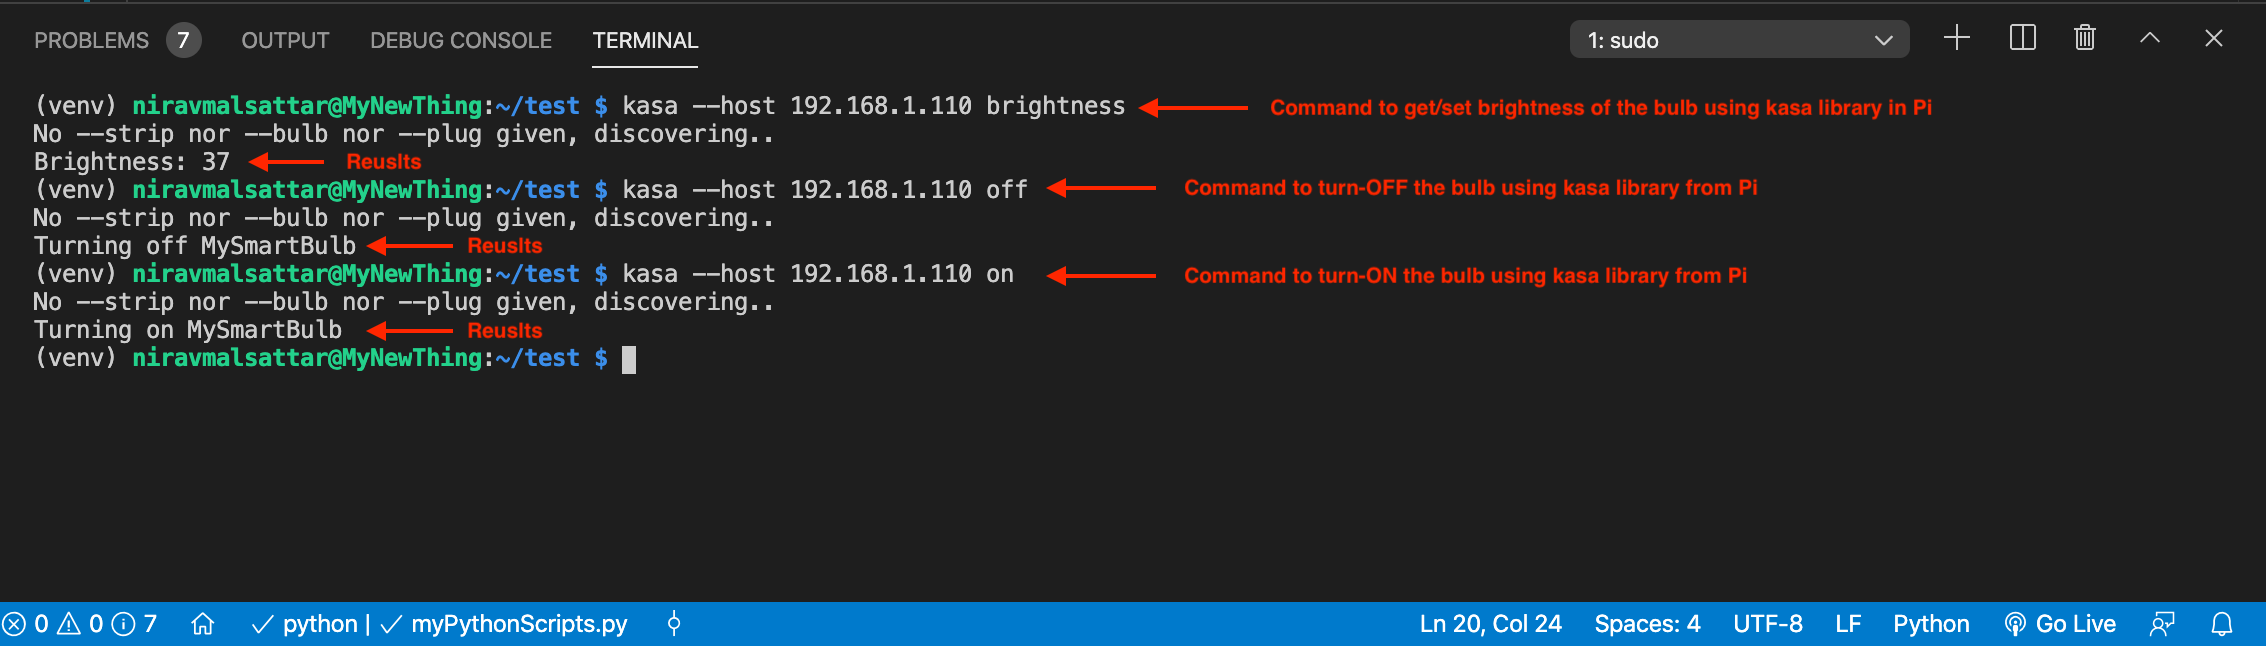 PROBLEMS 7 OUTPUT DEBUG CONSOLE TERMINAL 1: sudo
(venv) niravmalsattar@MyNewThing:~/test $ kasa --host 192.168.1.110 brightness Command to get/set brightness of the bulb using kasa library in Pi
No --strip nor --bulb nor --plug given, discovering..
Brightness: 37 Reuslts
(venv) niravmalsattar@MyNewThing:~/test $ kasa --host 192.168.1.110 off Command to turn-OFF the bulb using kasa library from Pi
No --strip nor --bulb nor --plug given, discovering..
Turning off MySmartBulb Reuslts
(venv) niravmalsattar@MyNewThing:~/test $ kasa --host 192.168.1.110 on Command to turn-ON the bulb using kasa library from Pi
No --strip nor --bulb nor --plug given, discovering..
Turning on MySmartBulb Reuslts
(venv) niravmalsattar@MyNewThing:~/test $
0 0 7 python | myPythonScripts.py Ln 20, Col 24 Spaces: 4 UTF-8 LF Python Go Live